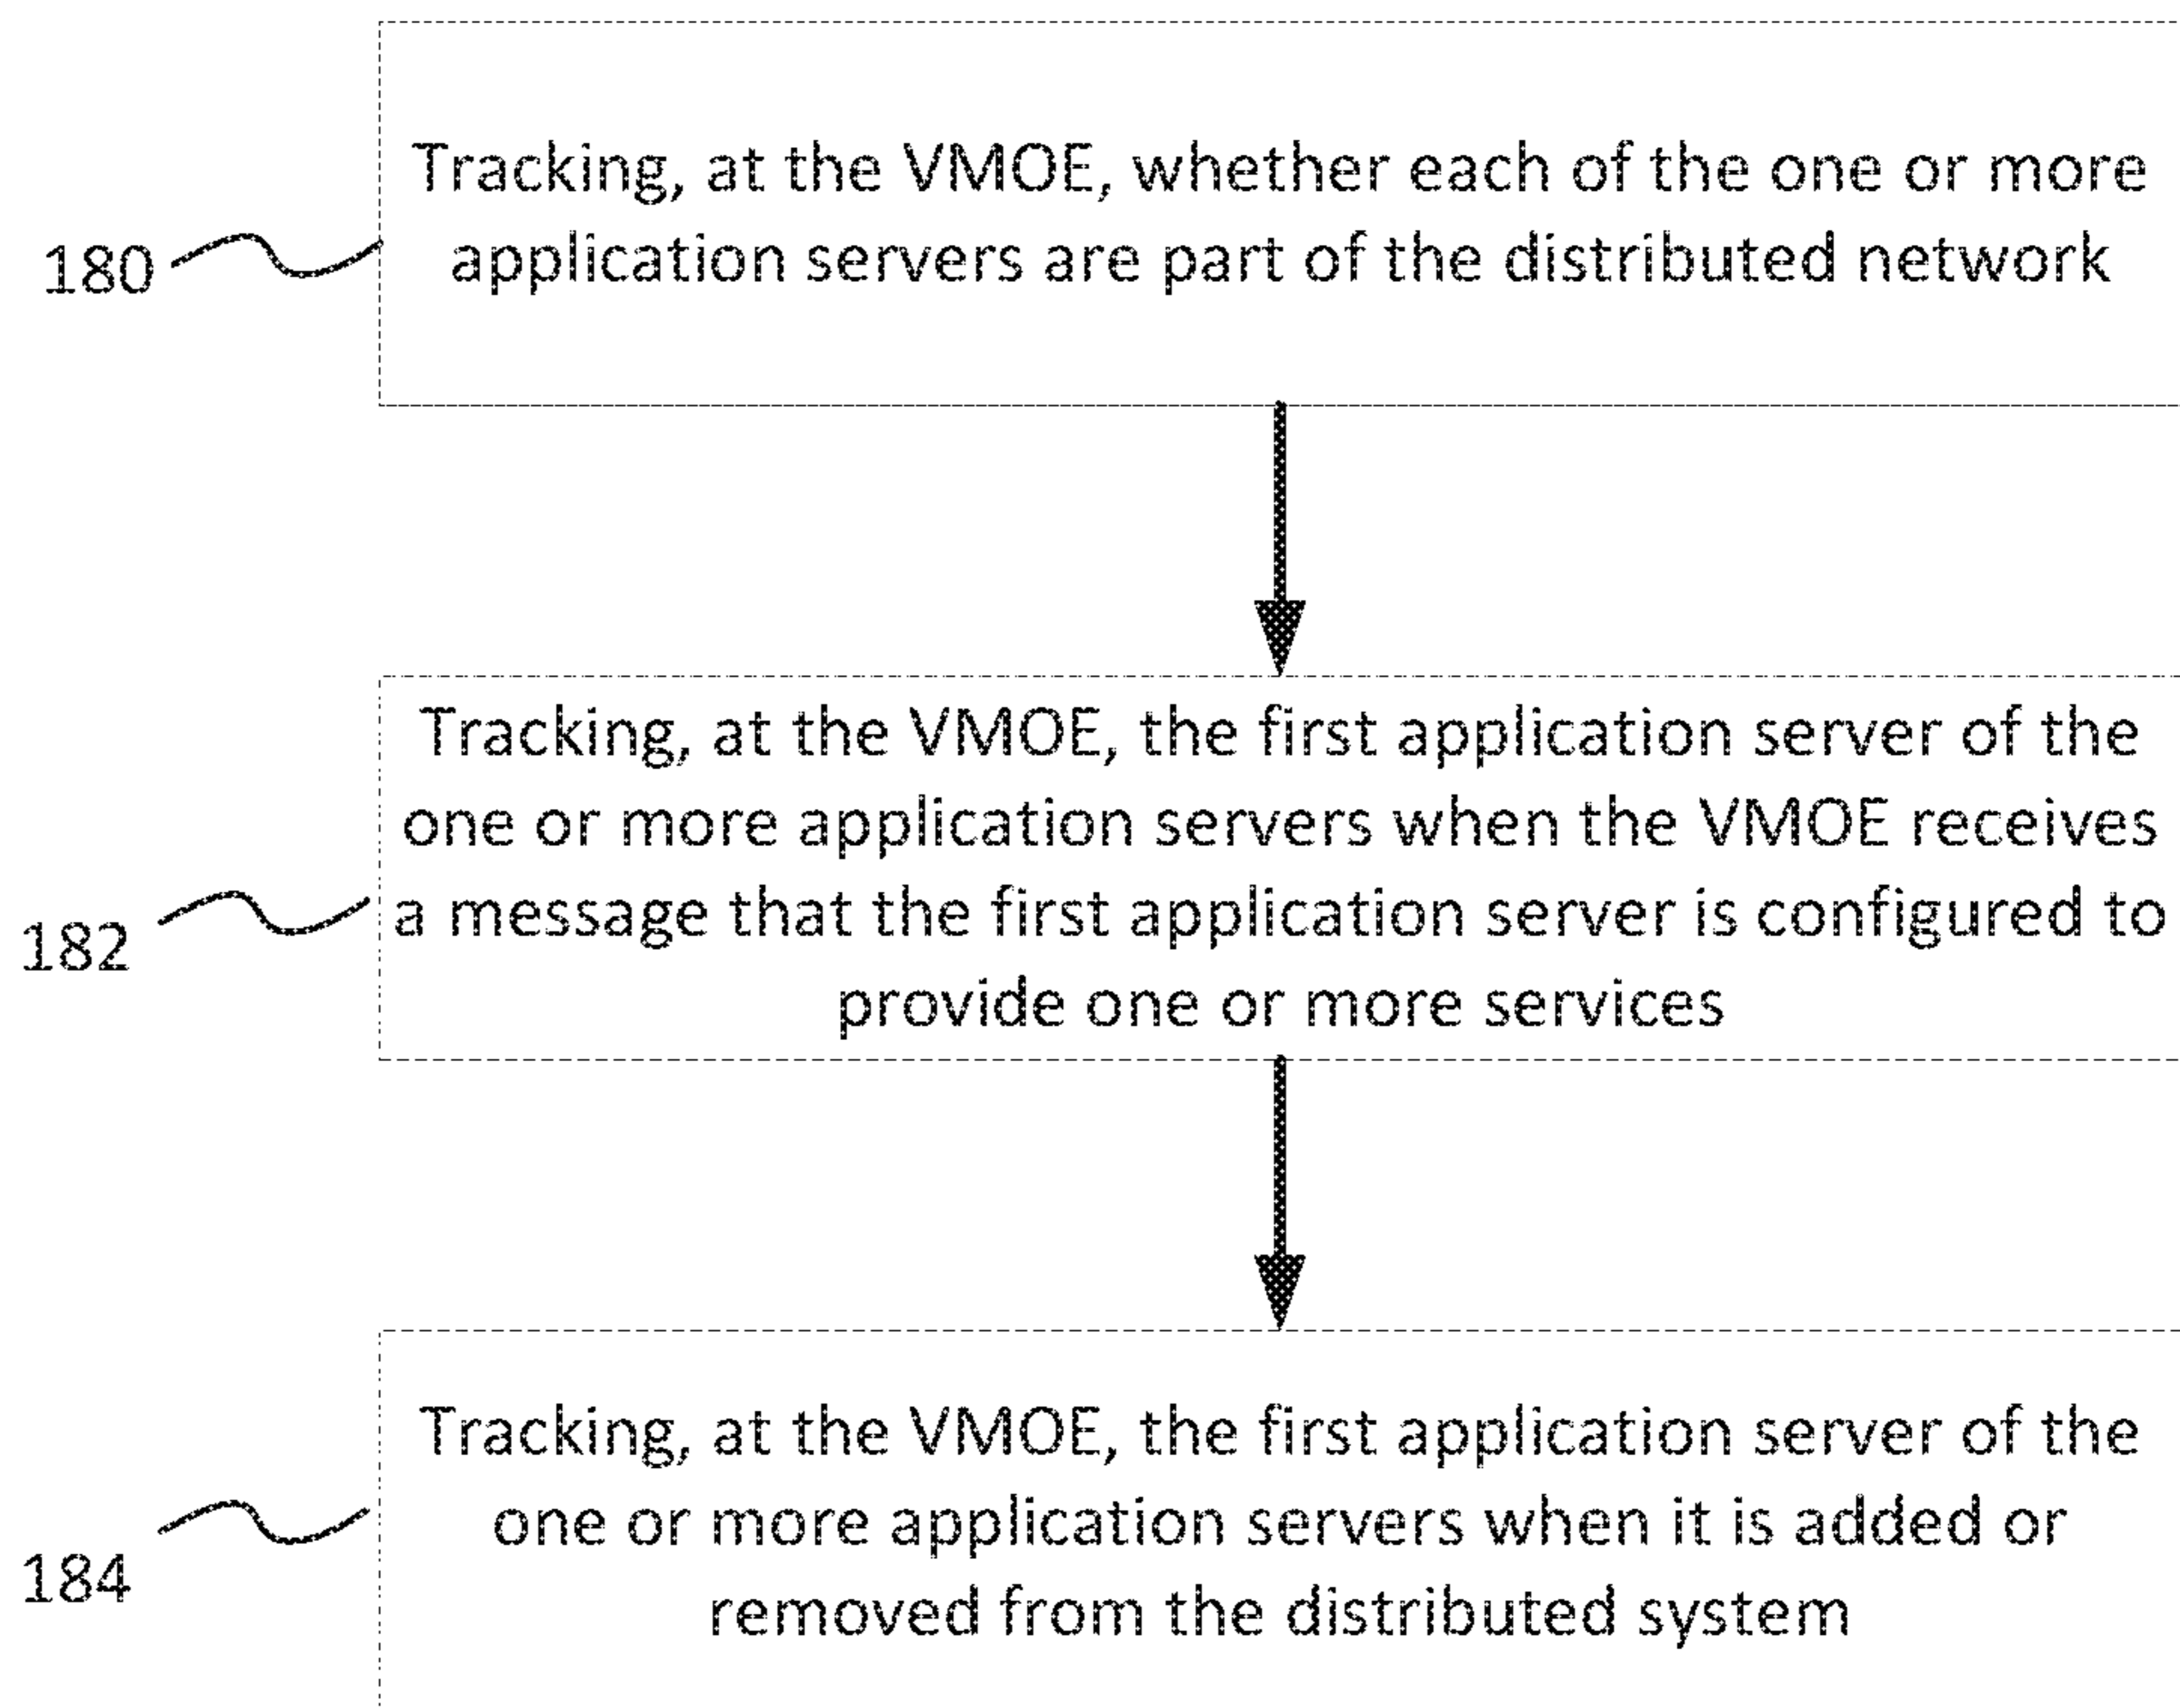 Tracking, at the VMOE, whether each of the one or more
application servers are part of the distributed network
180
Tracking, at the VMOE, the first application server of the
one or more application servers when the VMOE receives
a message that the first application server is configured to
provide one or more services
182
Tracking, at the VMOE, the first application server of the
one or more application servers when it is added or
removed from the distributed system
184